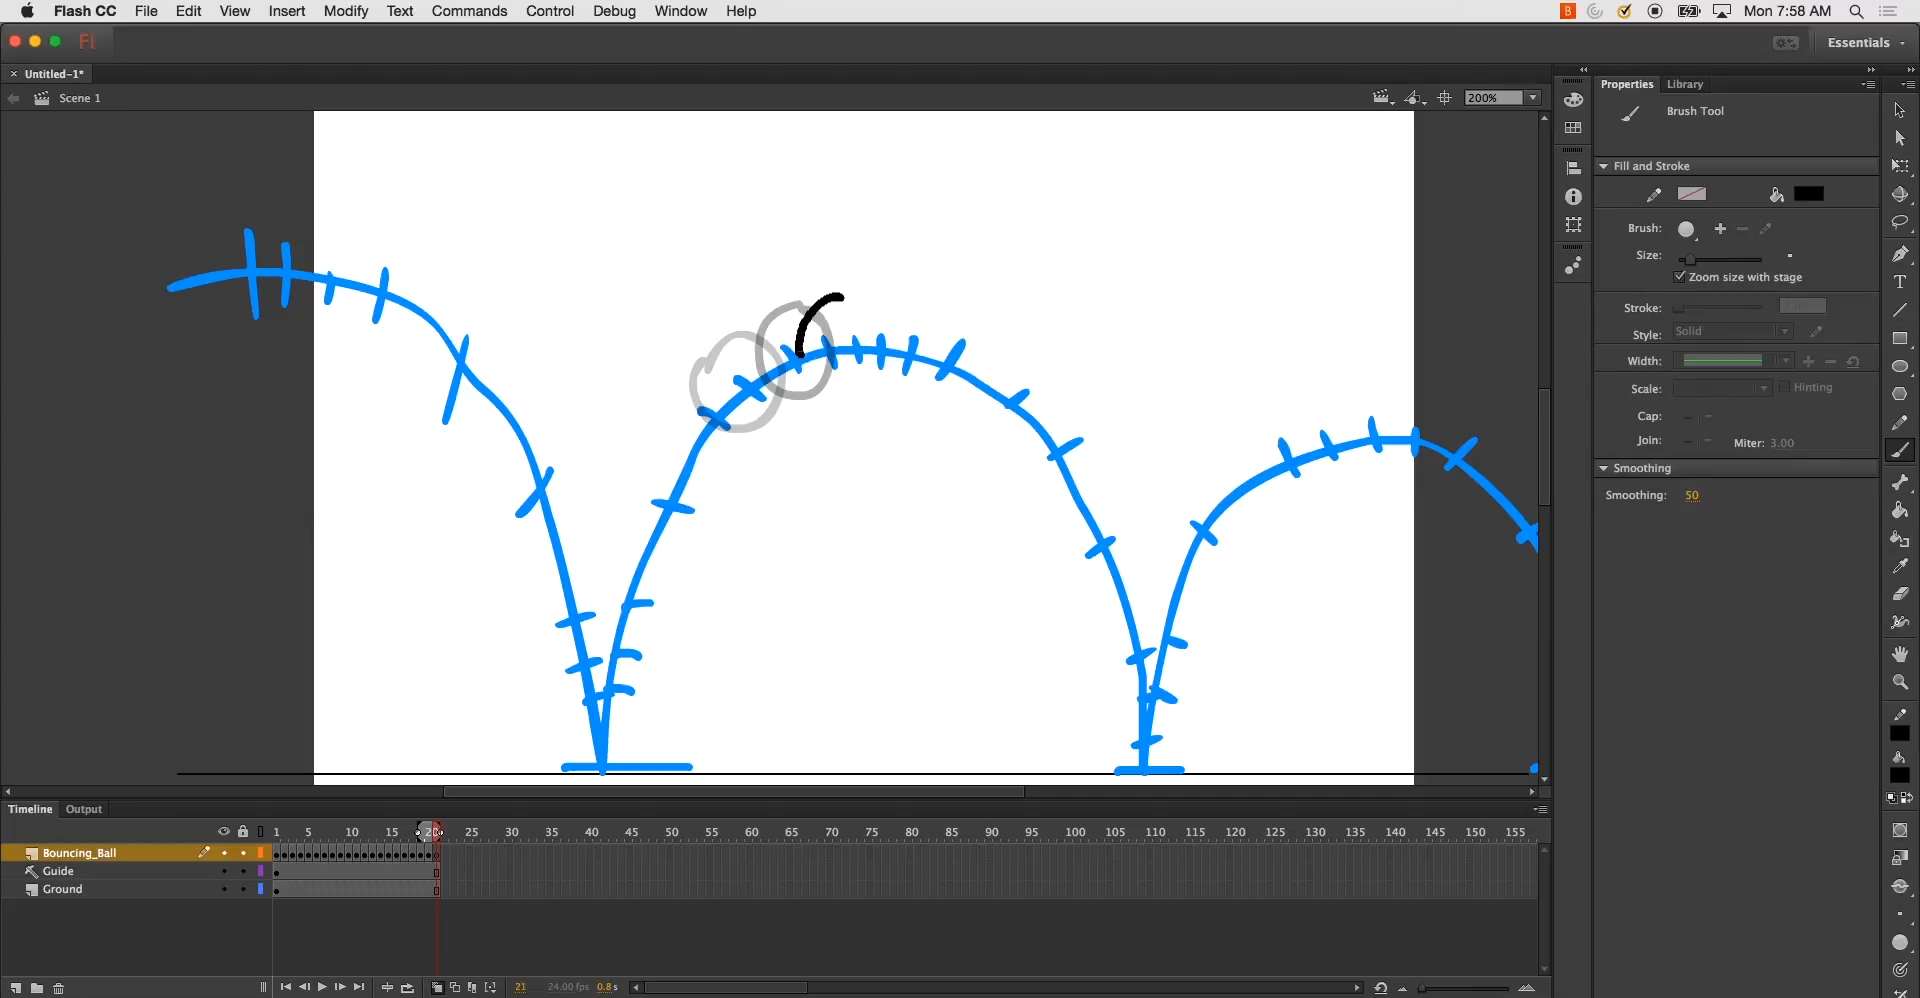 Flash CC File Edit View Insert Modify Text Commands Control Debug Window Help Mon 7:58 AM
Fl Essentials
Untitled-1*
Scene 1 200%
Properties Library
Brush Tool
Fill and Stroke
Brush:
Size:
Zoom size with stage
Stroke:
Style: Solid
Width:
Scale: Hinting
Cap:
Join: Miter: 3.00
Smoothing
Smoothing: 50
Timeline Output
1 5 10 15 20 25 30 35 40 45 50 55 60 65 70 75 80 85 90 95 100 105 110 115 120 125 130 135 140 145 150 155
Bouncing_Ball
Guide
Ground
21 24.00 fps 0.8 s